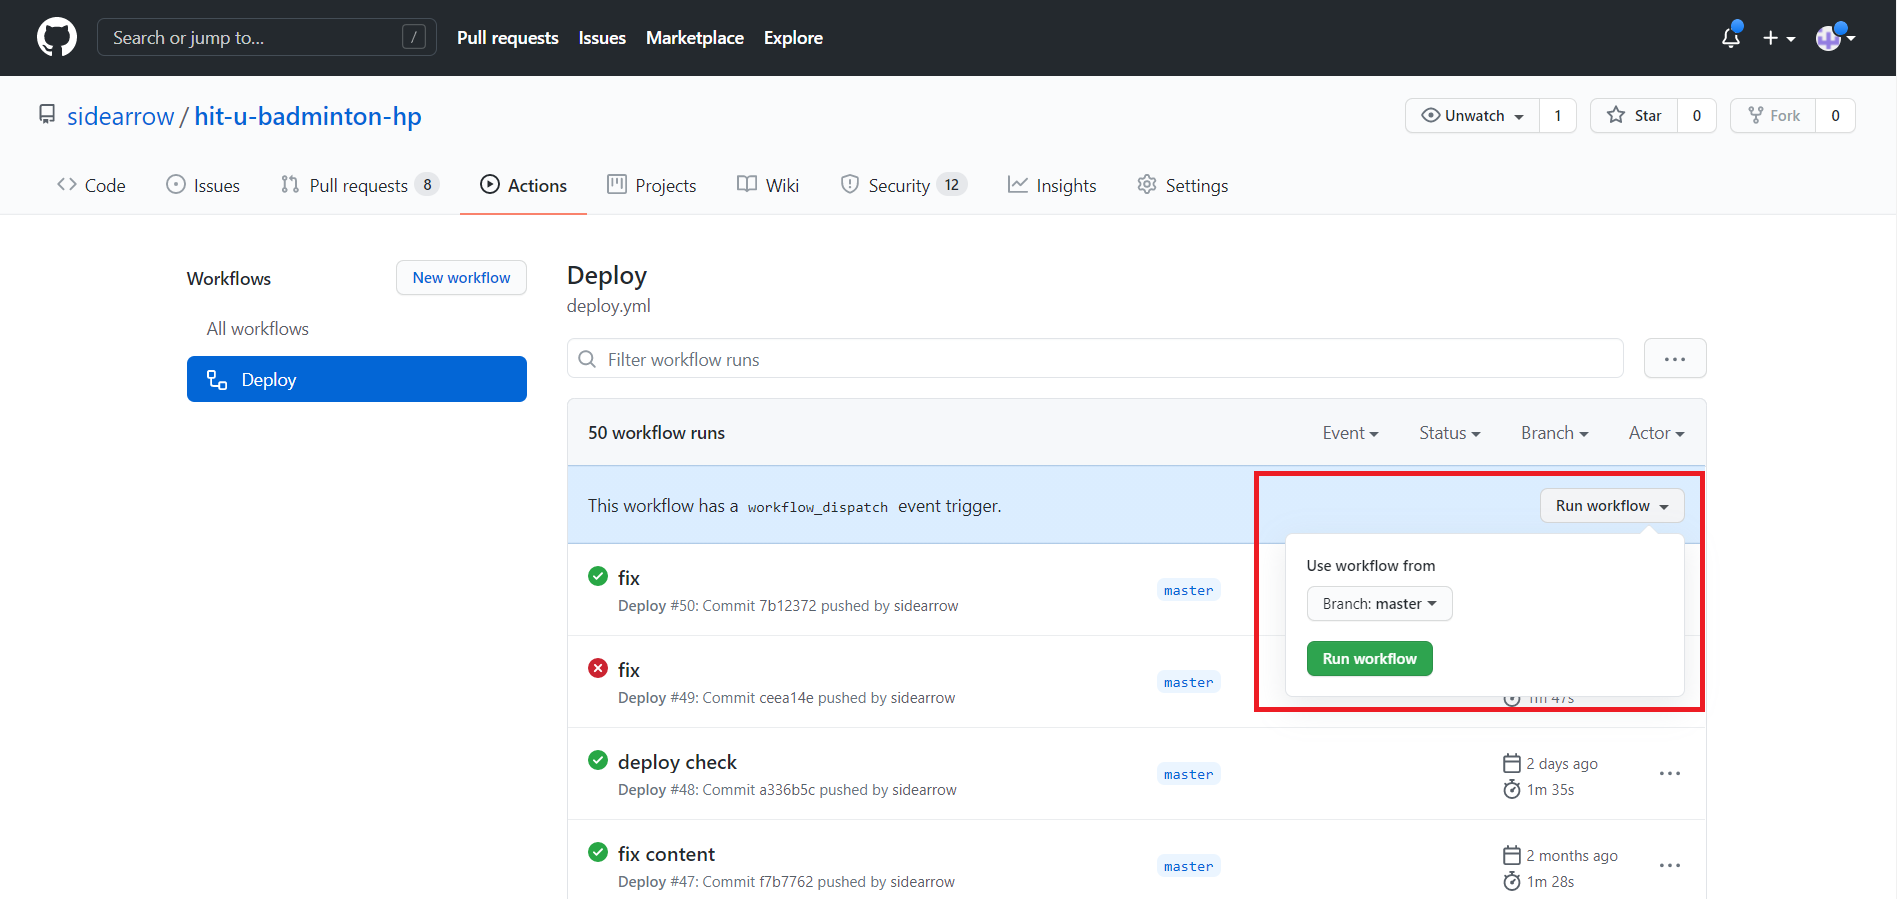 Search or jump to... /
Pull requests Issues Marketplace Explore
sidearrow / hit-u-badminton-hp
Unwatch 1 Star 0 Fork 0
Code Issues Pull requests 8 Actions Projects Wiki Security 12 Insights Settings
Workflows New workflow
All workflows
Deploy
Deploy
deploy.yml
Filter workflow runs
50 workflow runs Event Status Branch Actor
This workflow has a workflow_dispatch event trigger. Run workflow
Use workflow from
Branch: master
Run workflow
fix master
Deploy #50: Commit 7b12372 pushed by sidearrow
fix master
Deploy #49: Commit ceea14e pushed by sidearrow 1m 47s
deploy check master 2 days ago
Deploy #48: Commit a336b5c pushed by sidearrow 1m 35s
fix content master 2 months ago
Deploy #47: Commit f7b7762 pushed by sidearrow 1m 28s